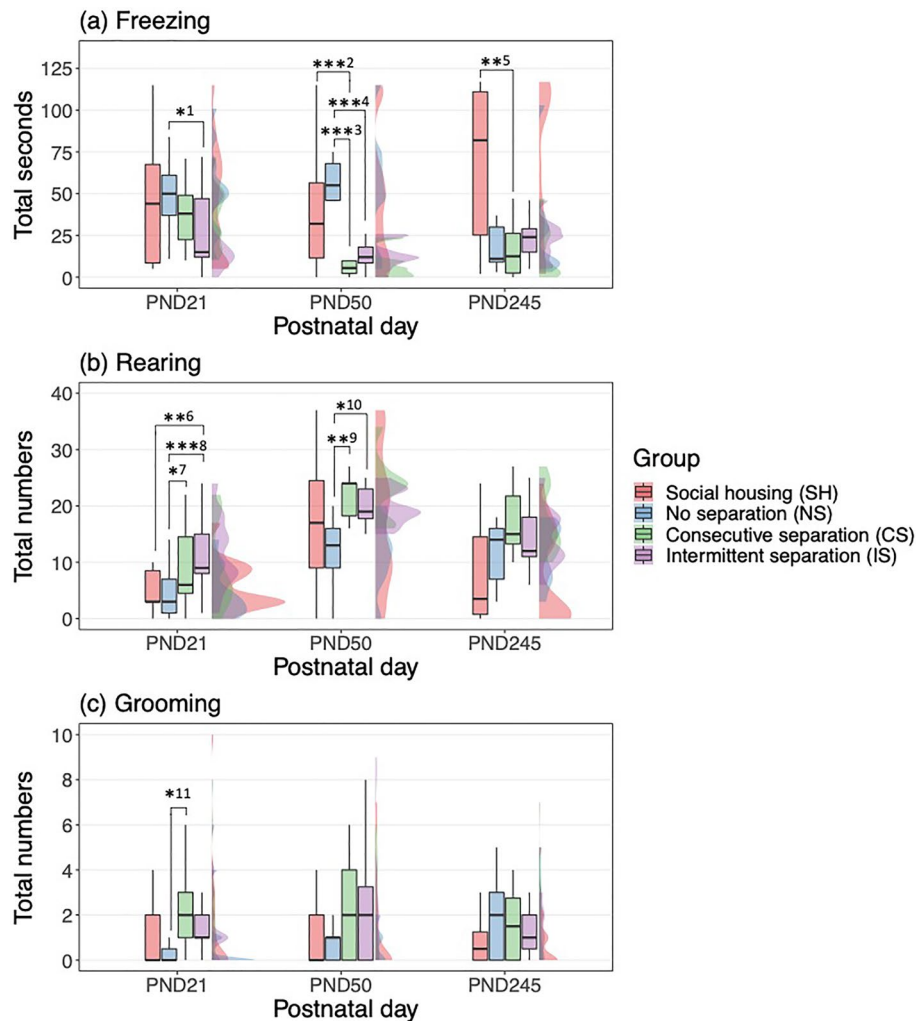 (a) Freezing
Total seconds
125
100
75
50
25
0
*1
***2
***4
***3
**5
PND21 PND50 PND245
Postnatal day
(b) Rearing
Total numbers
40
30
20
10
0
**6
***8
*7
*10
**9
PND21 PND50 PND245
Postnatal day
Group
Social housing (SH)
No separation (NS)
Consecutive separation (CS)
Intermittent separation (IS)
(c) Grooming
Total numbers
10
8
6
4
2
0
*11
PND21 PND50 PND245
Postnatal day